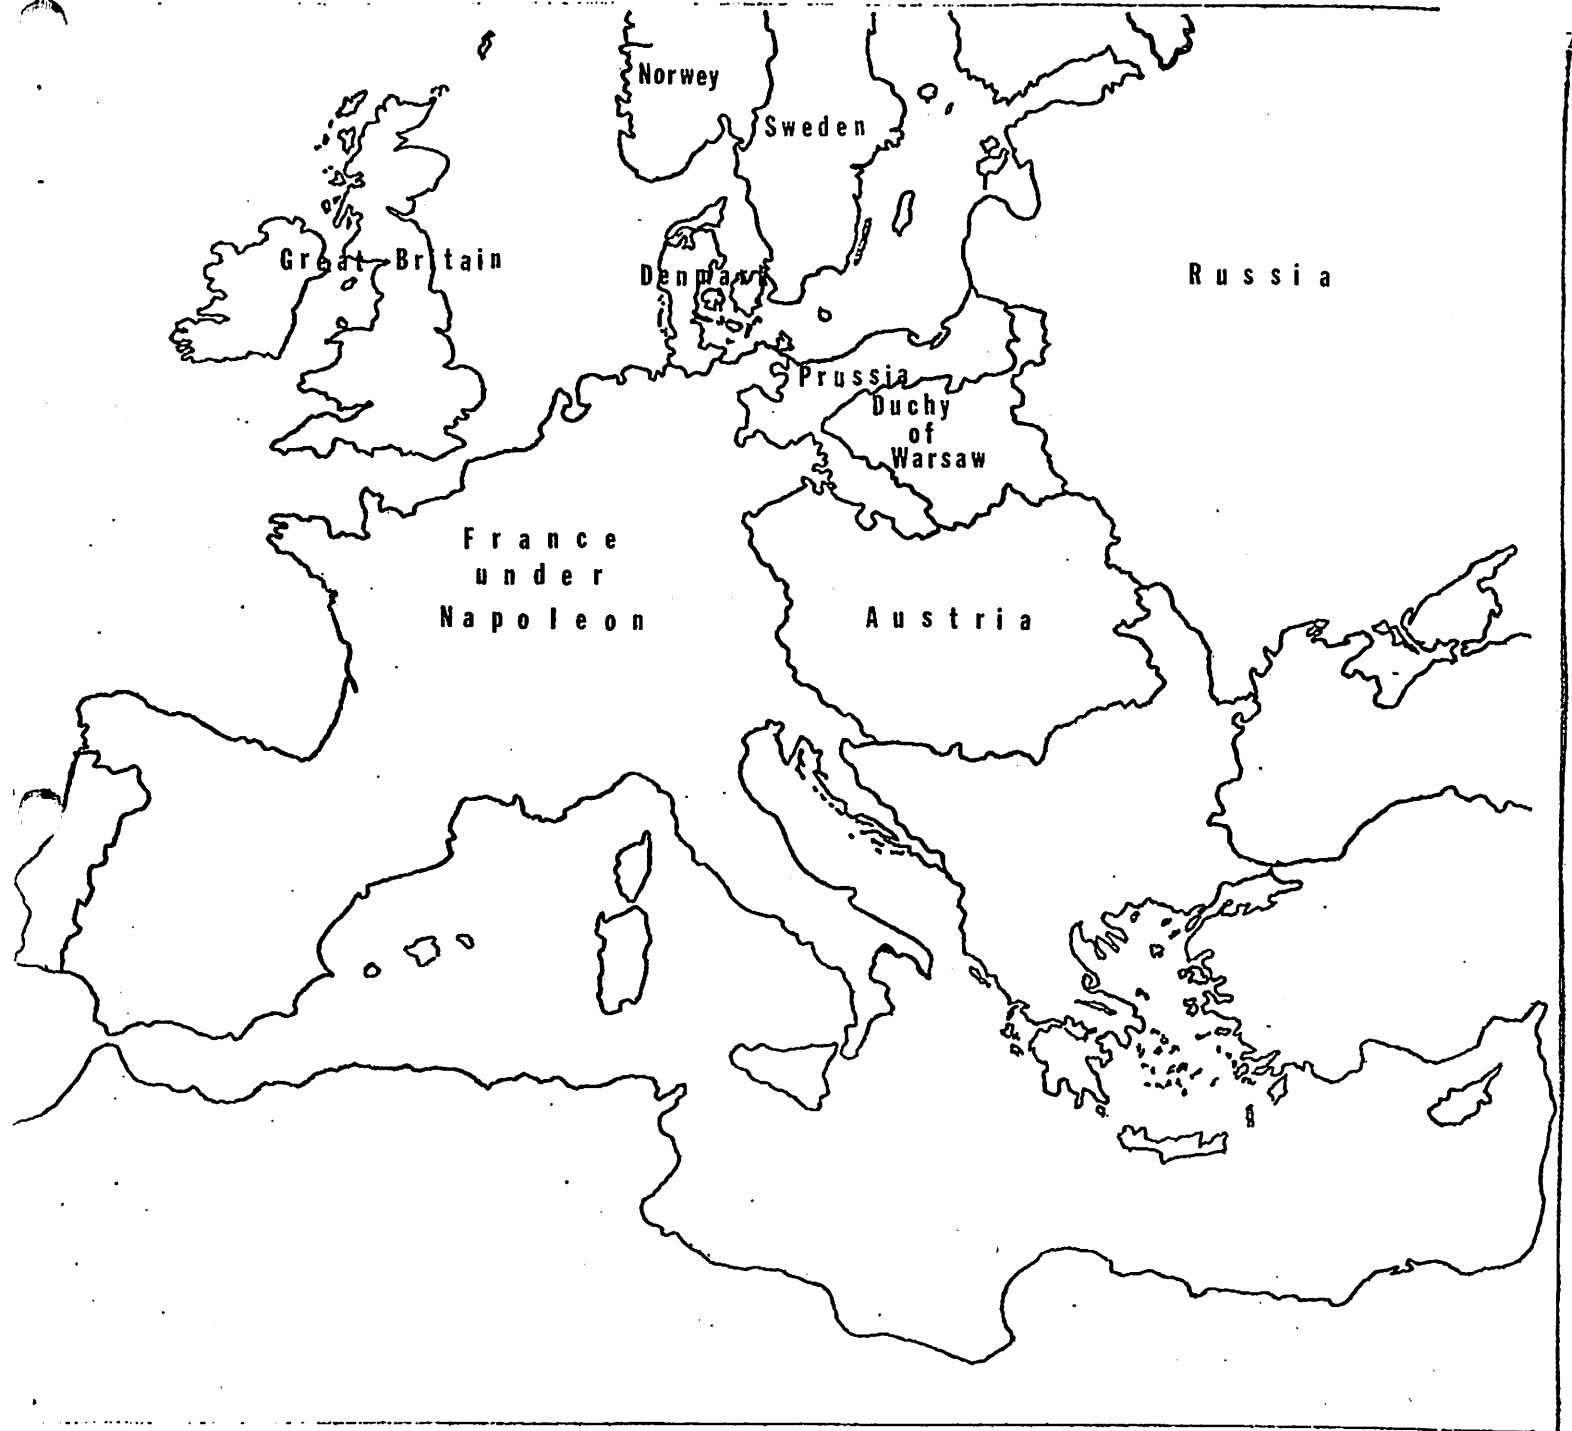 Norwey
Sweden
Great Britain
Denmark
Russia
Prussia
Duchy
of
Warsaw
France
under
Napoleon
Austria